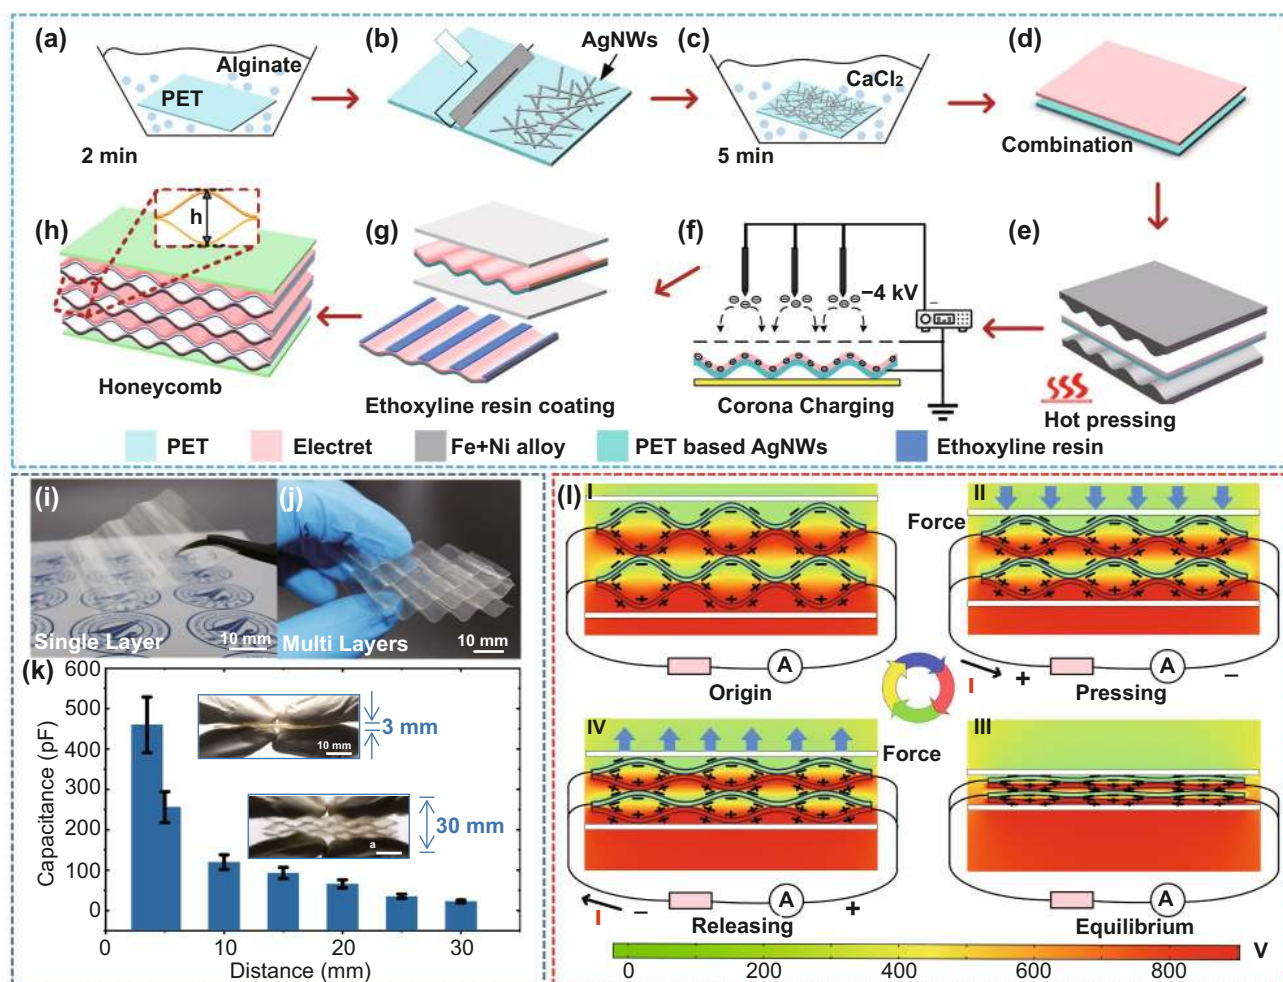 (a)
Alginate
PET
2 min
(b)
AgNWs
(c)
CaCl₂
5 min
(d)
Combination
(h)
h
Honeycomb
(g)
Ethoxyline resin coating
(f)
−4 kV
−
Corona Charging
(e)
Hot pressing
PET
Electret
Fe+Ni alloy
PET based AgNWs
Ethoxyline resin
(i)
Single Layer
10 mm
(j)
Multi Layers
10 mm
(k)
Capacitance (pF)
600
500
400
300
200
100
0
0
10
20
30
Distance (mm)
3 mm
10 mm
30 mm
a
(l)
I
A
Origin
II
Force
A
I
+
−
Pressing
IV
Force
A
I
−
+
Releasing
III
A
Equilibrium
V
0
200
400
600
800